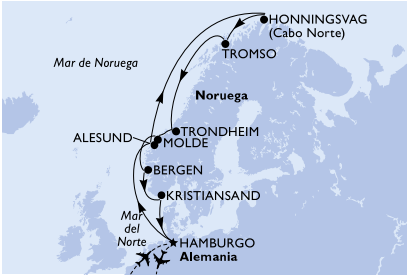 HONNINGSVAG
(Cabo Norte)
TROMSO
Mar de Noruega
Noruega
TRONDHEIM
ALESUND
MOLDE
BERGEN
KRISTIANSAND
Mar
del
Norte
HAMBURGO
Alemania